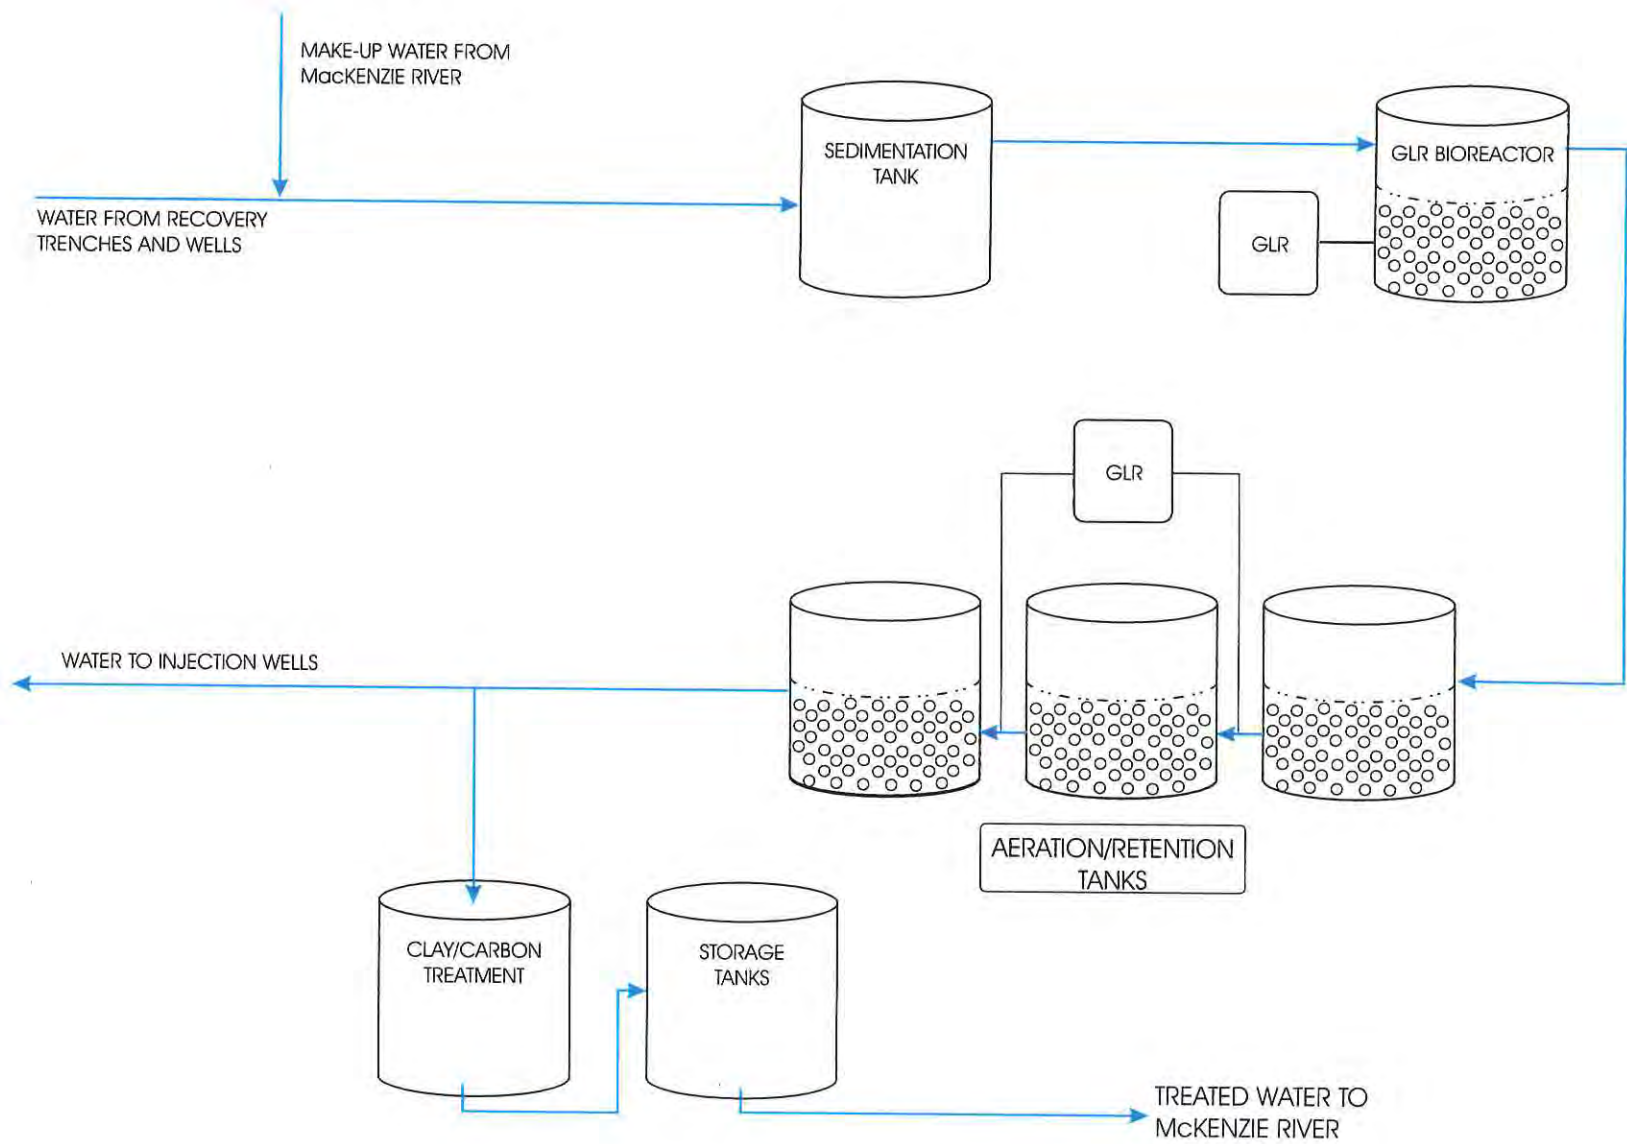 MAKE-UP WATER FROM
MacKENZIE RIVER
WATER FROM RECOVERY
TRENCHES AND WELLS
SEDIMENTATION
TANK
GLR BIOREACTOR
GLR
GLR
WATER TO INJECTION WELLS
AERATION/RETENTION
TANKS
CLAY/CARBON
TREATMENT
STORAGE
TANKS
TREATED WATER TO
McKENZIE RIVER